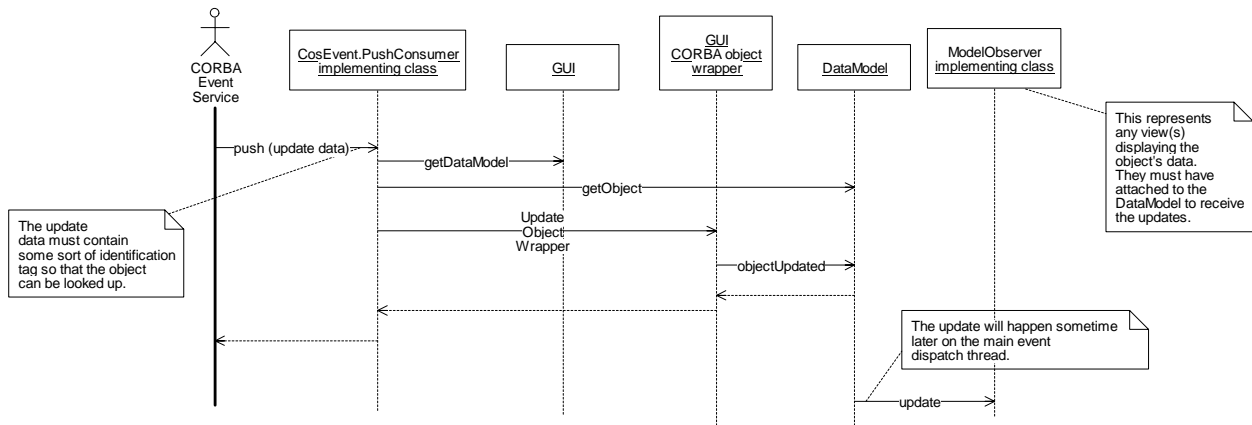 CORBA
Event
Service
CosEvent.PushConsumer
implementing class
GUI
GUI
CORBA object
wrapper
DataModel
ModelObserver
implementing class
This represents
any view(s)
displaying the
object's data.
They must have
attached to the
DataModel to receive
the updates.
push (update data)
getDataModel
getObject
The update
data must contain
some sort of identification
tag so that the object
can be looked up.
Update
Object
Wrapper
objectUpdated
The update will happen sometime
later on the main event
dispatch thread.
update